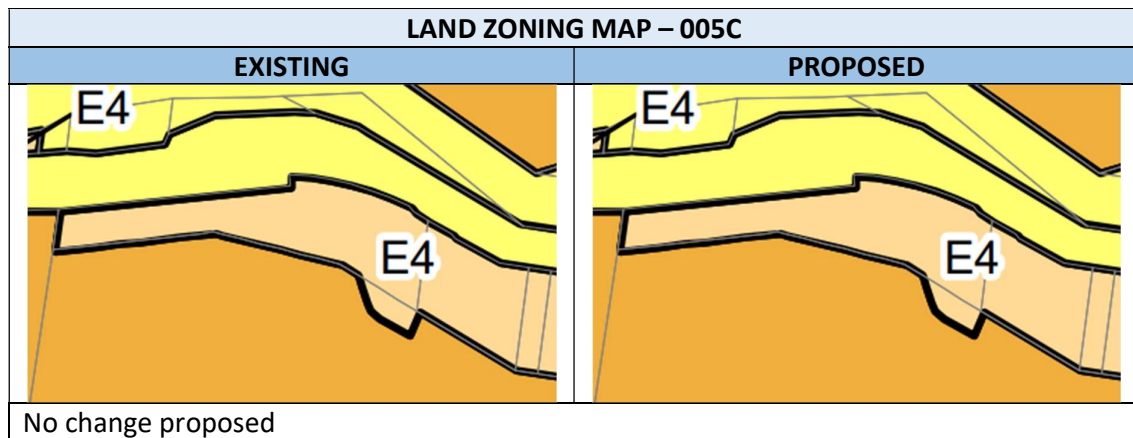 LAND ZONING MAP – 005C
EXISTING
PROPOSED
E4
E4
E4
E4
No change proposed